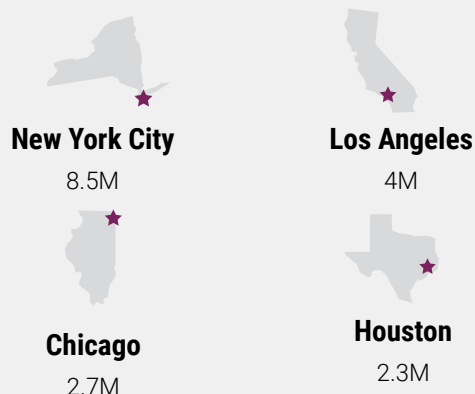 New York City
8.5M
Los Angeles
4M
Chicago
2.7M
Houston
2.3M